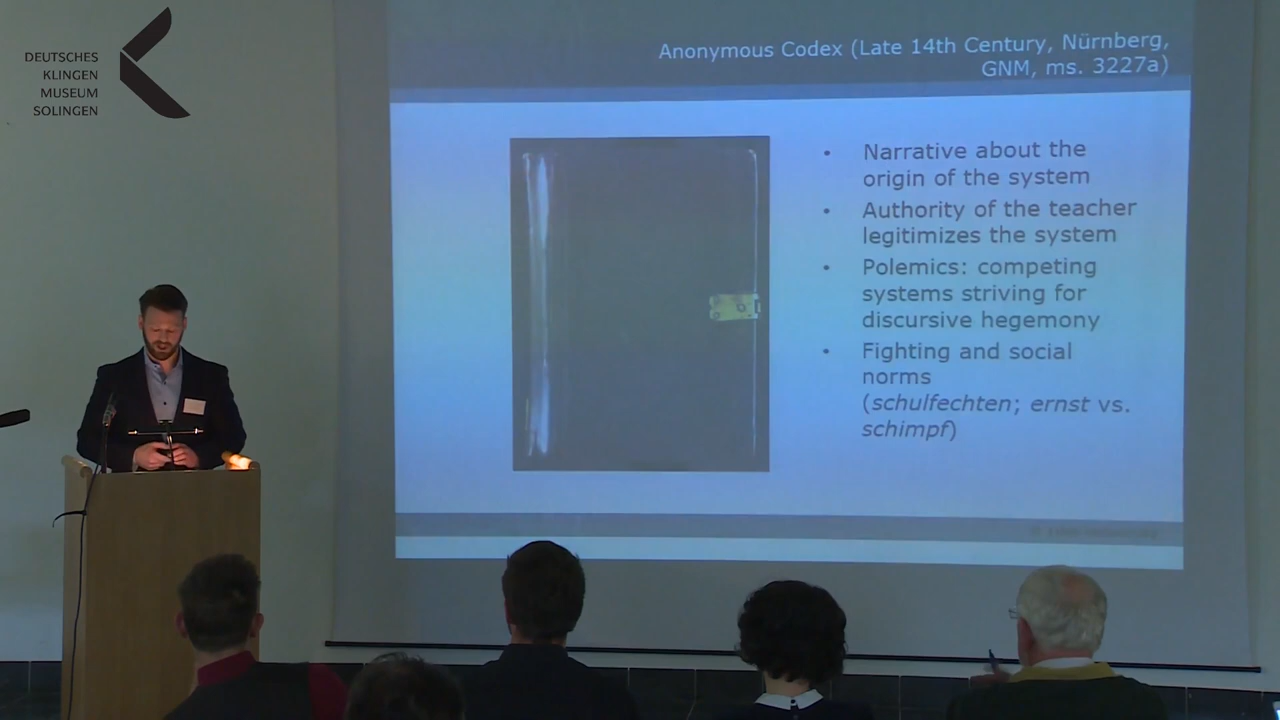 DEUTSCHES
KLINGEN
MUSEUM
SOLINGEN
Anonymous Codex (Late 14th Century, Nürnberg,
GNM, ms. 3227a)
• Narrative about the
origin of the system
• Authority of the teacher
legitimizes the system
• Polemics: competing
systems striving for
discursive hegemony
• Fighting and social
norms
(schulfechten; ernst vs.
schimpf)